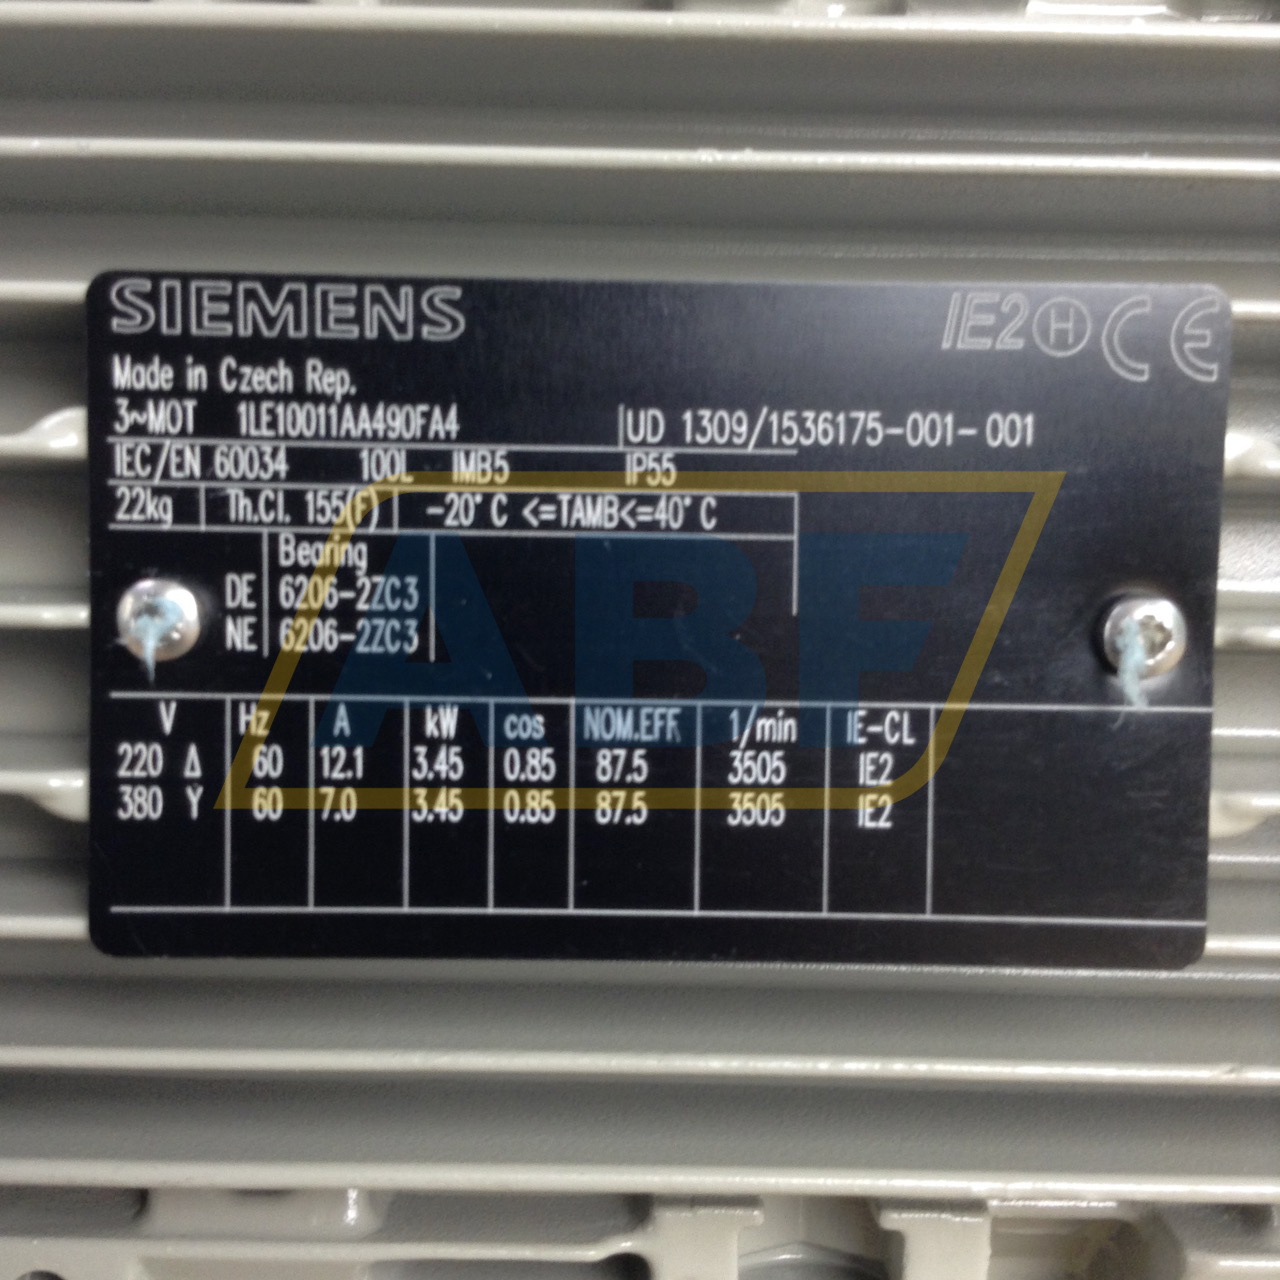 SIEMENS IE2 H CE
Made in Czech Rep.
3~MOT 1LE10011AA490FA4 UD 1309/1536175-001-001
IEC/EN 60034 100L IMB5 IP55
22kg Th.Cl. 155(F) -20°C <=TAMB<=40°C
Bearing
DE 6206-2ZC3
NE 6206-2ZC3
V Hz A kW cos NOM.EFF 1/min IE-CL
220 Δ 60 12.1 3.45 0.85 87.5 3505 IE2
380 Y 60 7.0 3.45 0.85 87.5 3505 IE2
ABF